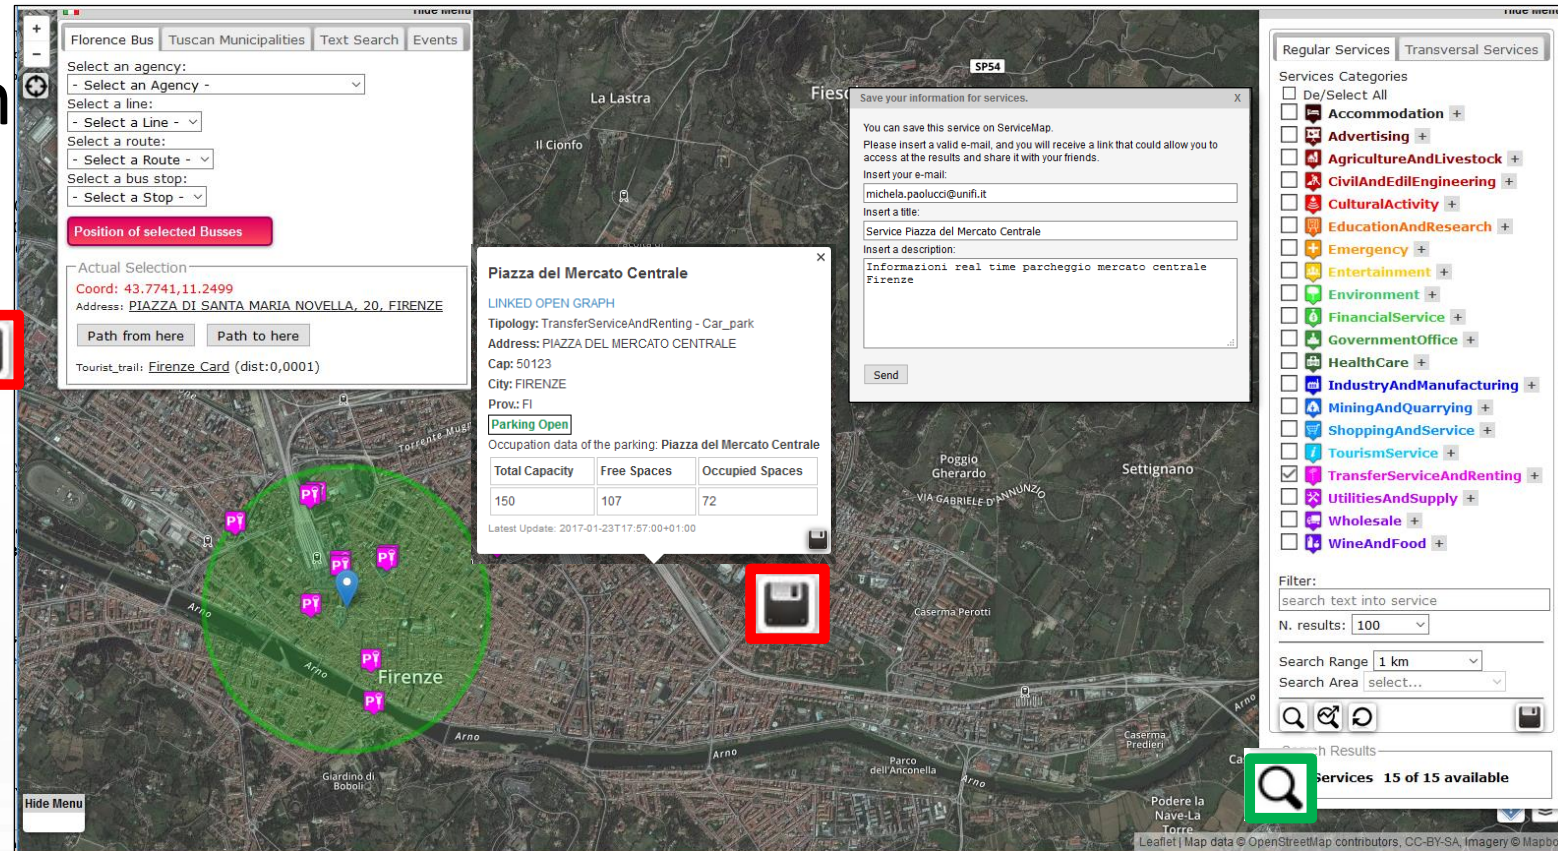 Hide Menu
+
−
Florence Bus
Tuscan Municipalities
Text Search
Events
Select an agency:
- Select an Agency -
Select a line:
- Select a Line -
Select a route:
- Select a Route -
Select a bus stop:
- Select a Stop -
Position of selected Busses
Actual Selection
Coord: 43.7741,11.2499
Address: PIAZZA DI SANTA MARIA NOVELLA, 20, FIRENZE
Path from here
Path to here
Tourist_trail: Firenze Card (dist:0,0001)
La Lastra
Il Cionfo
SP54
Save your information for services.
X
You can save this service on ServiceMap.
Please insert a valid e-mail, and you will receive a link that could allow you to
access at the results and share it with your friends.
Insert your e-mail:
michela.paolucci@unifi.it
Insert a title:
Service Piazza del Mercato Centrale
Insert a description:
Informazioni real time parcheggio mercato centrale
Firenze
Send
×
Piazza del Mercato Centrale
LINKED OPEN GRAPH
Tipology: TransferServiceAndRenting - Car_park
Address: PIAZZA DEL MERCATO CENTRALE
Cap: 50123
City: FIRENZE
Prov.: FI
Parking Open
Occupation data of the parking: Piazza del Mercato Centrale
Total Capacity Free Spaces Occupied Spaces
150 107 72
Latest Update: 2017-01-23T17:57:00+01:00
Poggio
Gherardo
Settignano
VIA GABRIELE D'ANNUNZIO
Caserma Perotti
Firenze
Arno
Arno
Arno
Arno
Arno
Arno
Giardino di
Boboli
Parco
dell'Anconella
Caserma
Predieri
Podere la
Nave-La
Torre
Hide Menu
Regular Services
Transversal Services
Services Categories
De/Select All
Accommodation +
Advertising +
AgricultureAndLivestock +
CivilAndEdilEngineering +
CulturalActivity +
EducationAndResearch +
Emergency +
Entertainment +
Environment +
FinancialService +
GovernmentOffice +
HealthCare +
IndustryAndManufacturing +
MiningAndQuarrying +
ShoppingAndService +
TourismService +
TransferServiceAndRenting +
UtilitiesAndSupply +
Wholesale +
WineAndFood +
Filter:
search text into service
N. results: 100
Search Range 1 km
Search Area select...
Results
Services 15 of 15 available
Leaflet | Map data © OpenStreetMap contributors, CC-BY-SA, Imagery ©